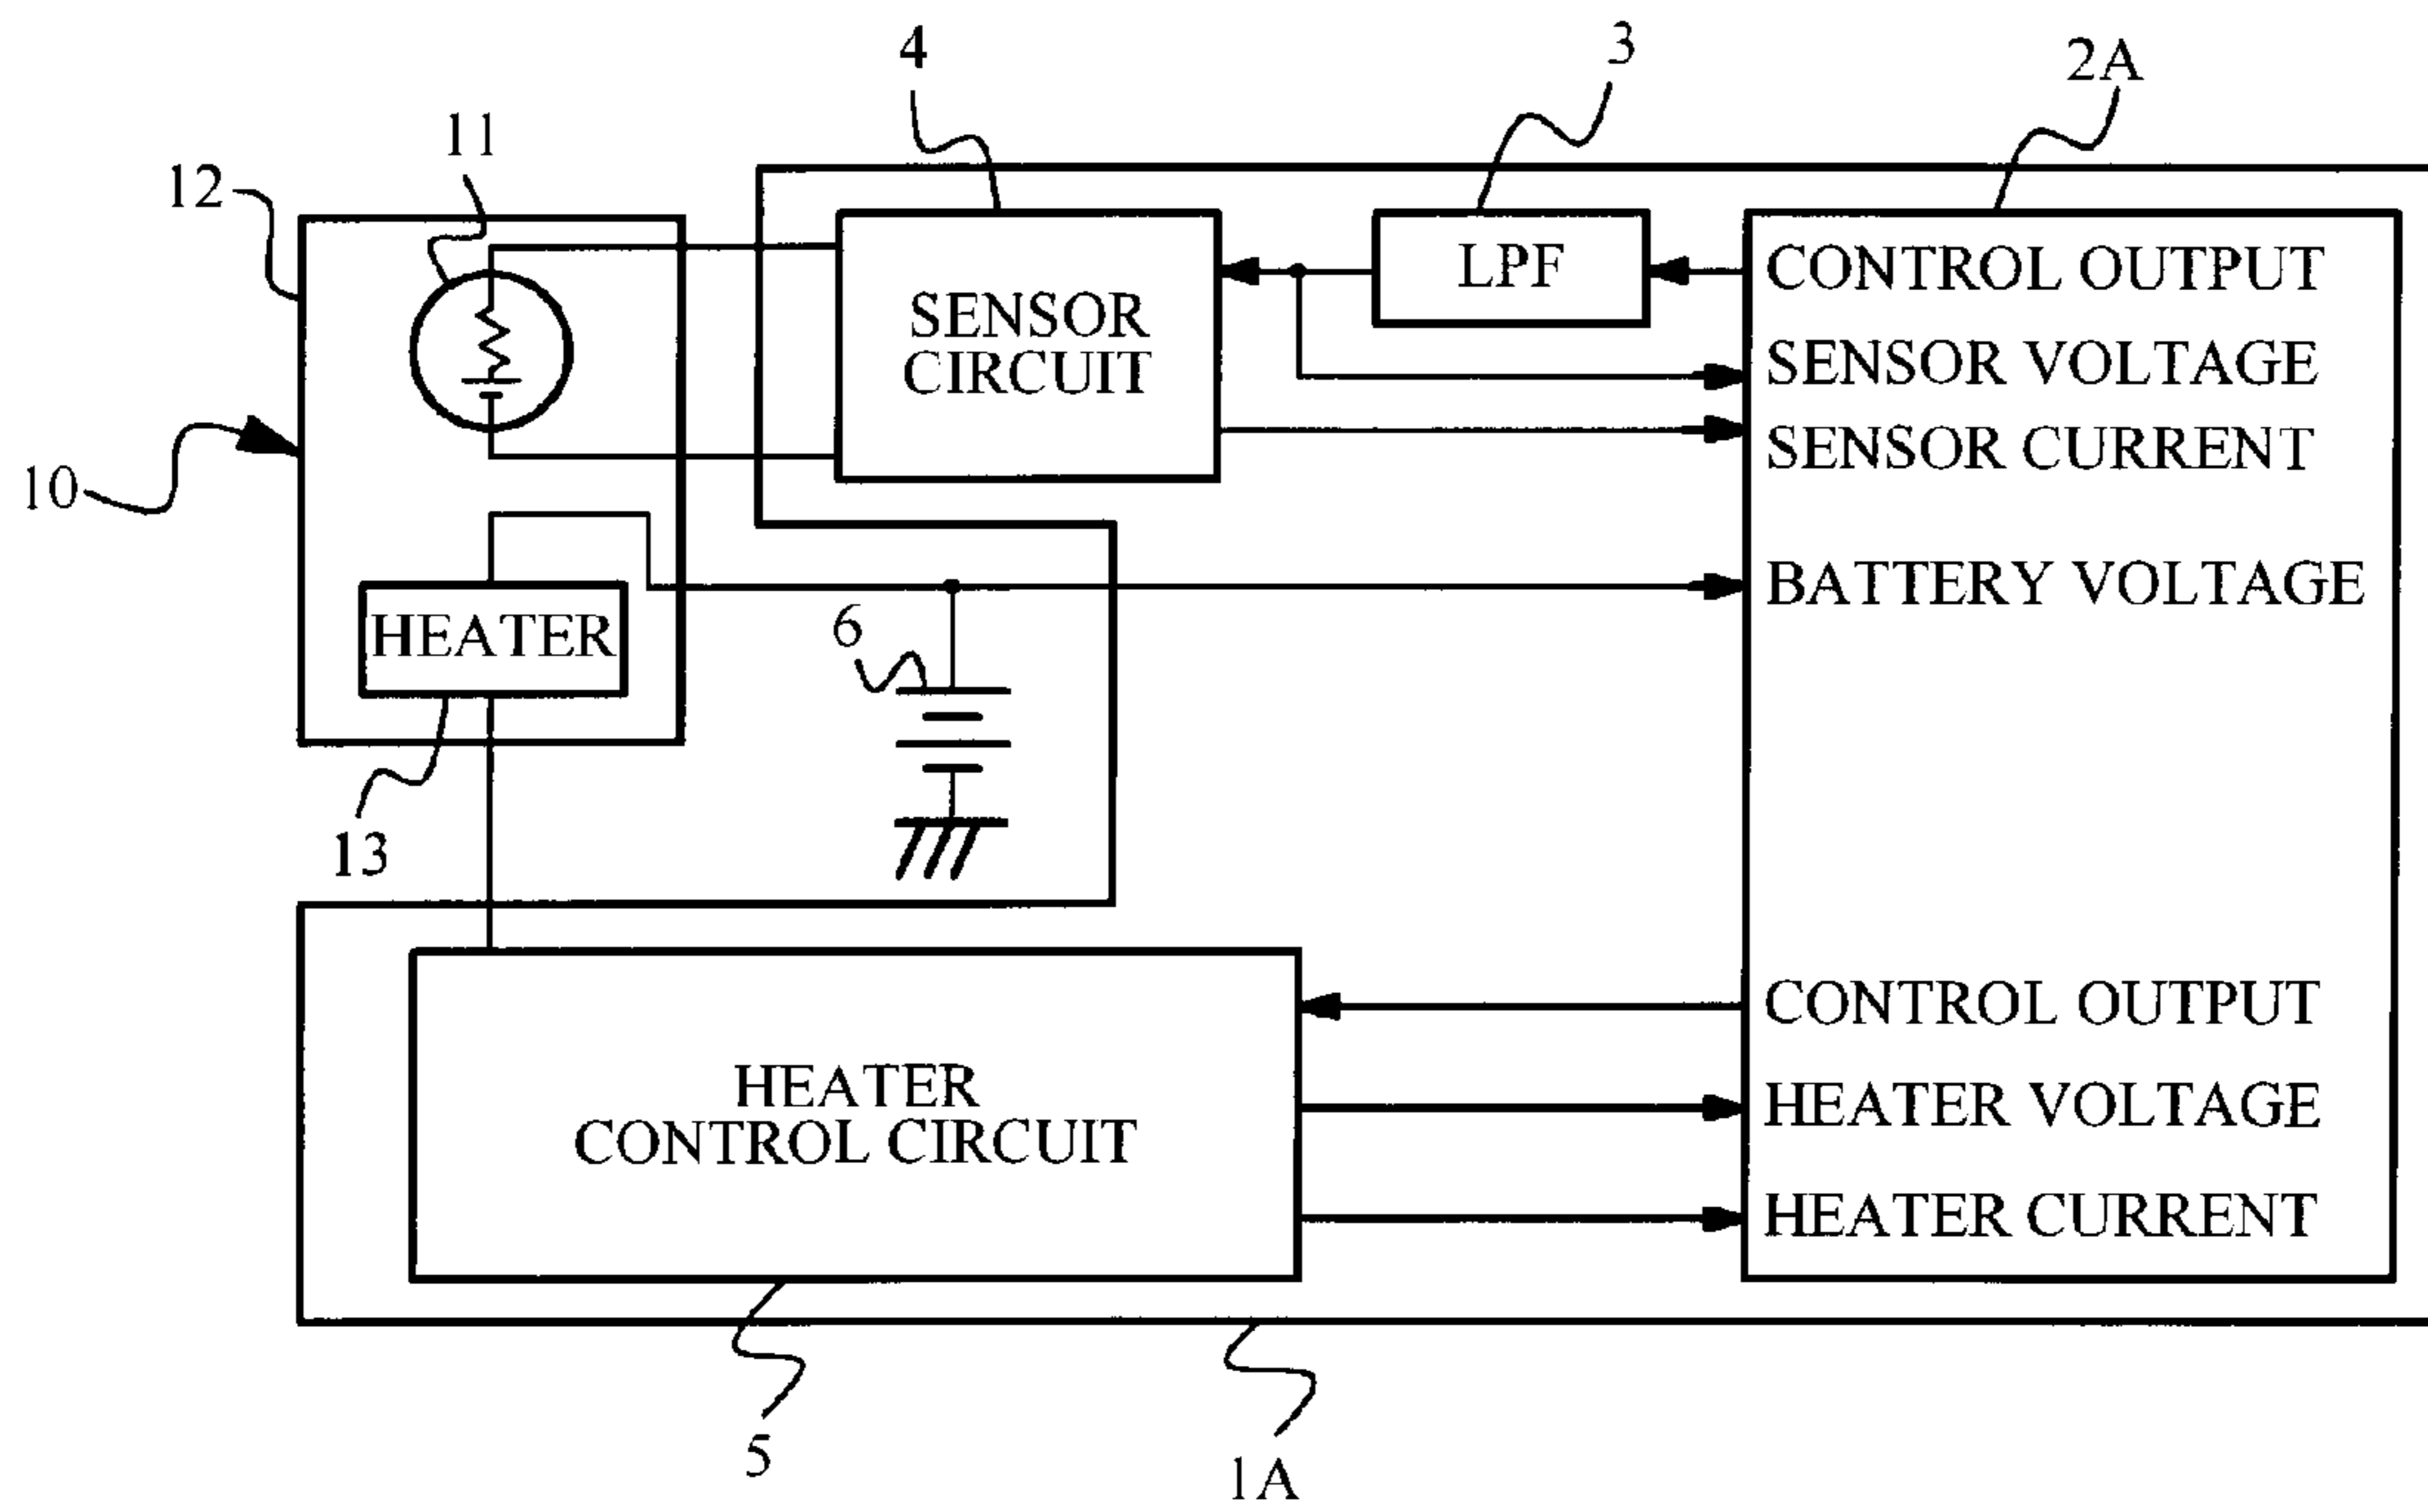 4
3
2A
11
12
LPF
CONTROL OUTPUT
SENSOR
CIRCUIT
SENSOR VOLTAGE
SENSOR CURRENT
10
BATTERY VOLTAGE
HEATER
6
13
CONTROL OUTPUT
HEATER
CONTROL CIRCUIT
HEATER VOLTAGE
HEATER CURRENT
5
1A